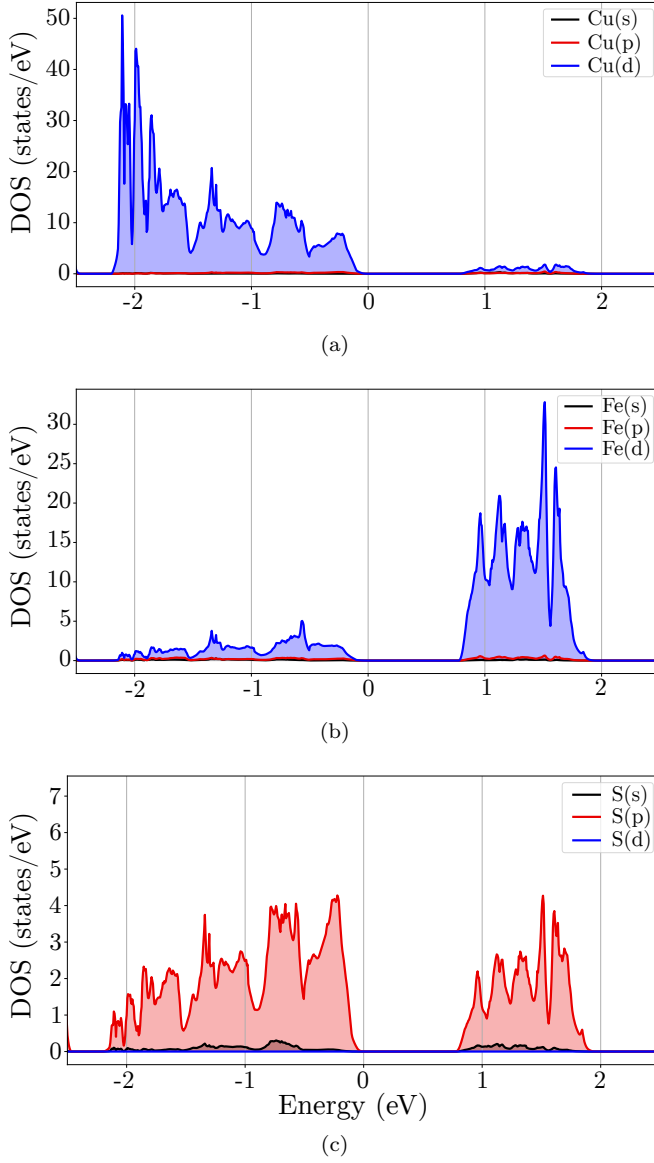 50
40
30
20
10
0
DOS (states/eV)
Cu(s)
Cu(p)
Cu(d)
-2 -1 0 1 2
(a)
30
25
20
15
10
5
0
DOS (states/eV)
Fe(s)
Fe(p)
Fe(d)
-2 -1 0 1 2
(b)
7
6
5
4
3
2
1
0
DOS (states/eV)
S(s)
S(p)
S(d)
-2 -1 0 1 2
Energy (eV)
(c)